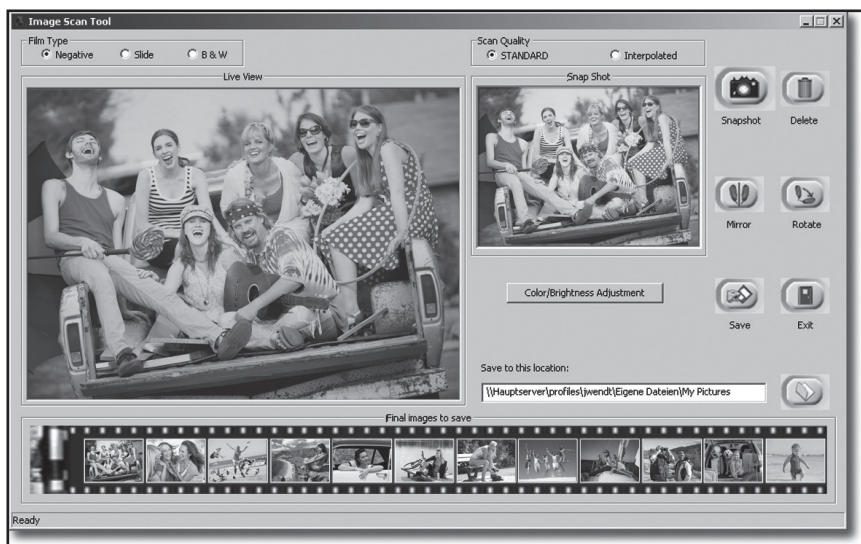 Image Scan Tool
Film Type
Negative Slide B & W
Scan Quality
STANDARD Interpolated
Live View
Snap Shot
Snapshot Delete
Mirror Rotate
Color/Brightness Adjustment
Save Exit
Save to this location:
\\Hauptserver\profiles\jwendt\Eigene Dateien\My Pictures
Final images to save
Ready